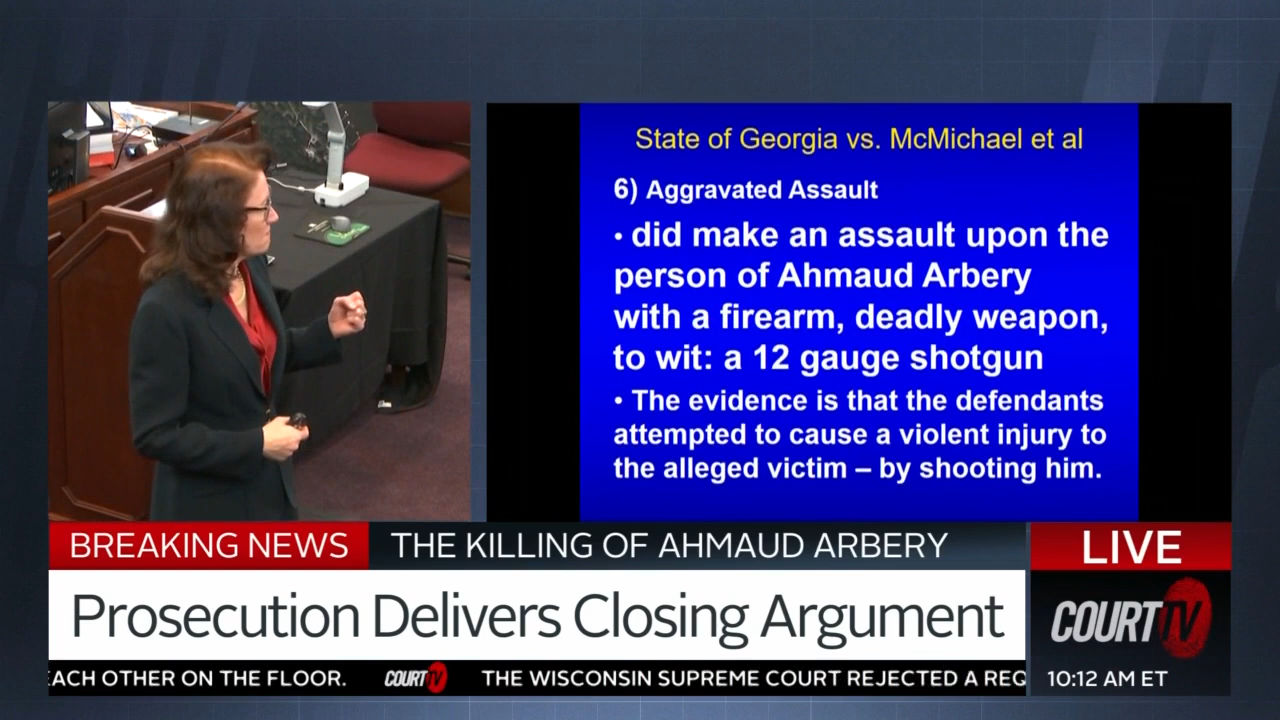 State of Georgia vs. McMichael et al
6) Aggravated Assault
• did make an assault upon the
person of Ahmaud Arbery
with a firearm, deadly weapon,
to wit: a 12 gauge shotgun
• The evidence is that the defendants
attempted to cause a violent injury to
the alleged victim – by shooting him.
BREAKING NEWS
THE KILLING OF AHMAUD ARBERY
LIVE
Prosecution Delivers Closing Argument
COURT TV
EACH OTHER ON THE FLOOR. COURT TV THE WISCONSIN SUPREME COURT REJECTED A REQ
10:12 AM ET